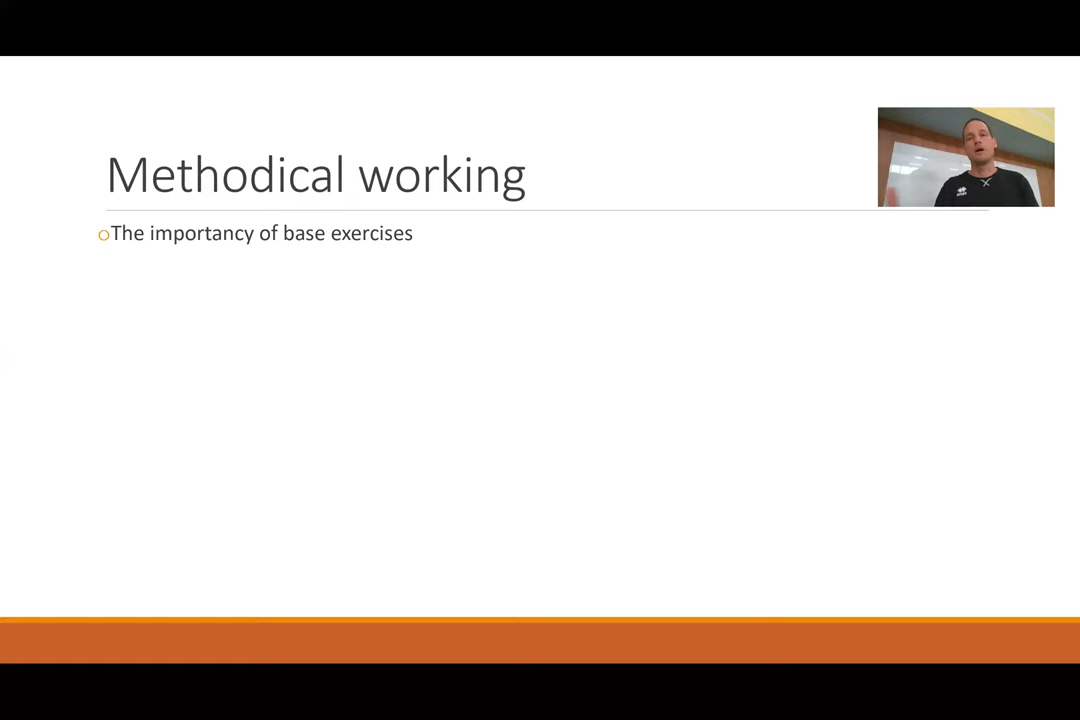 Methodical working
The importancy of base exercises